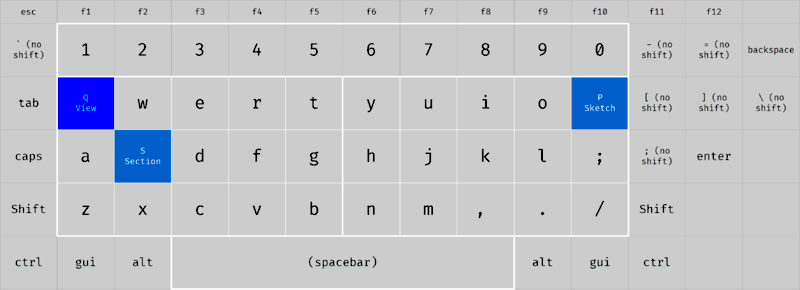 esc f1 f2 f3 f4 f5 f6 f7 f8 f9 f10 f11 f12
` (no shift) 1 2 3 4 5 6 7 8 9 0 - (no shift) = (no shift) backspace
tab Q View w e r t y u i o P Sketch [ (no shift) ] (no shift) \ (no shift)
caps a S Section d f g h j k l ; ; (no shift) enter
Shift z x c v b n m , . / Shift
ctrl gui alt (spacebar) alt gui ctrl